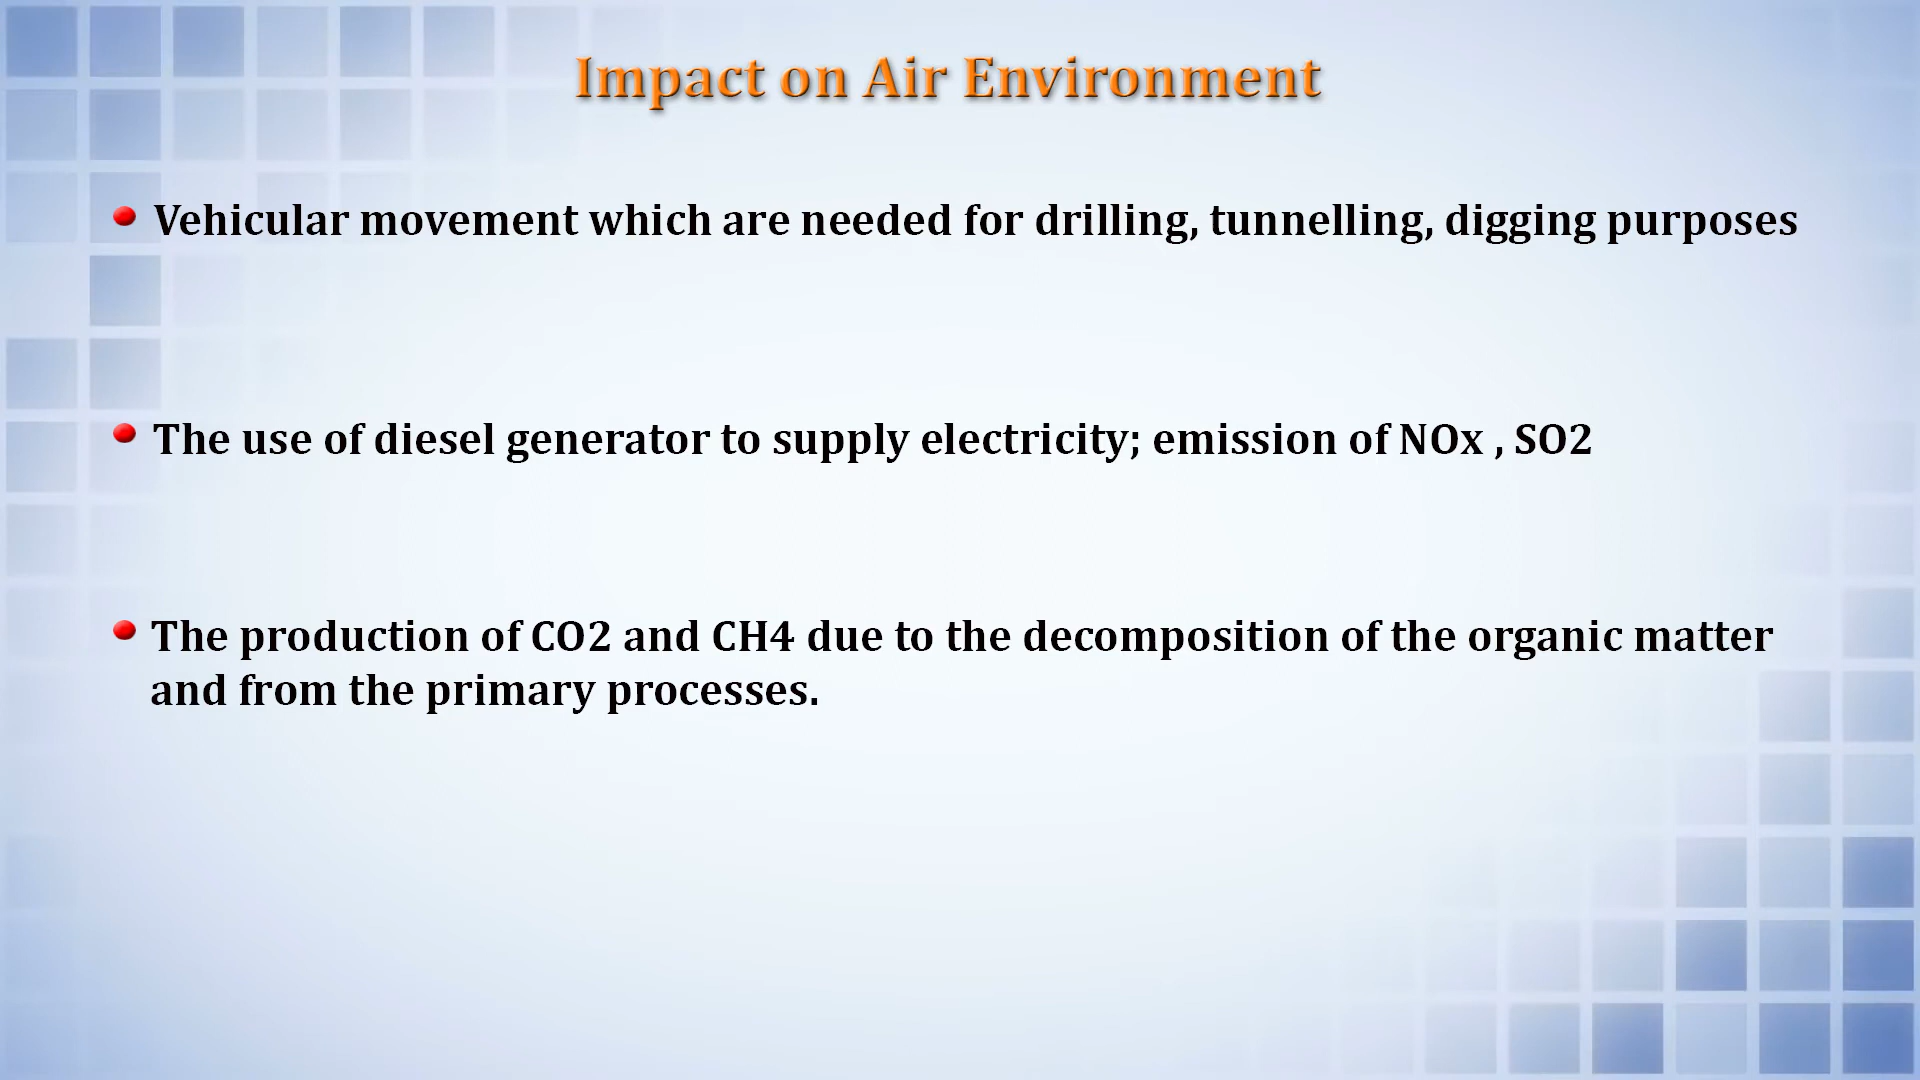 Impact on Air Environment
Vehicular movement which are needed for drilling, tunnelling, digging purposes
The use of diesel generator to supply electricity; emission of NOx , SO2
The production of CO2 and CH4 due to the decomposition of the organic matter
and from the primary processes.